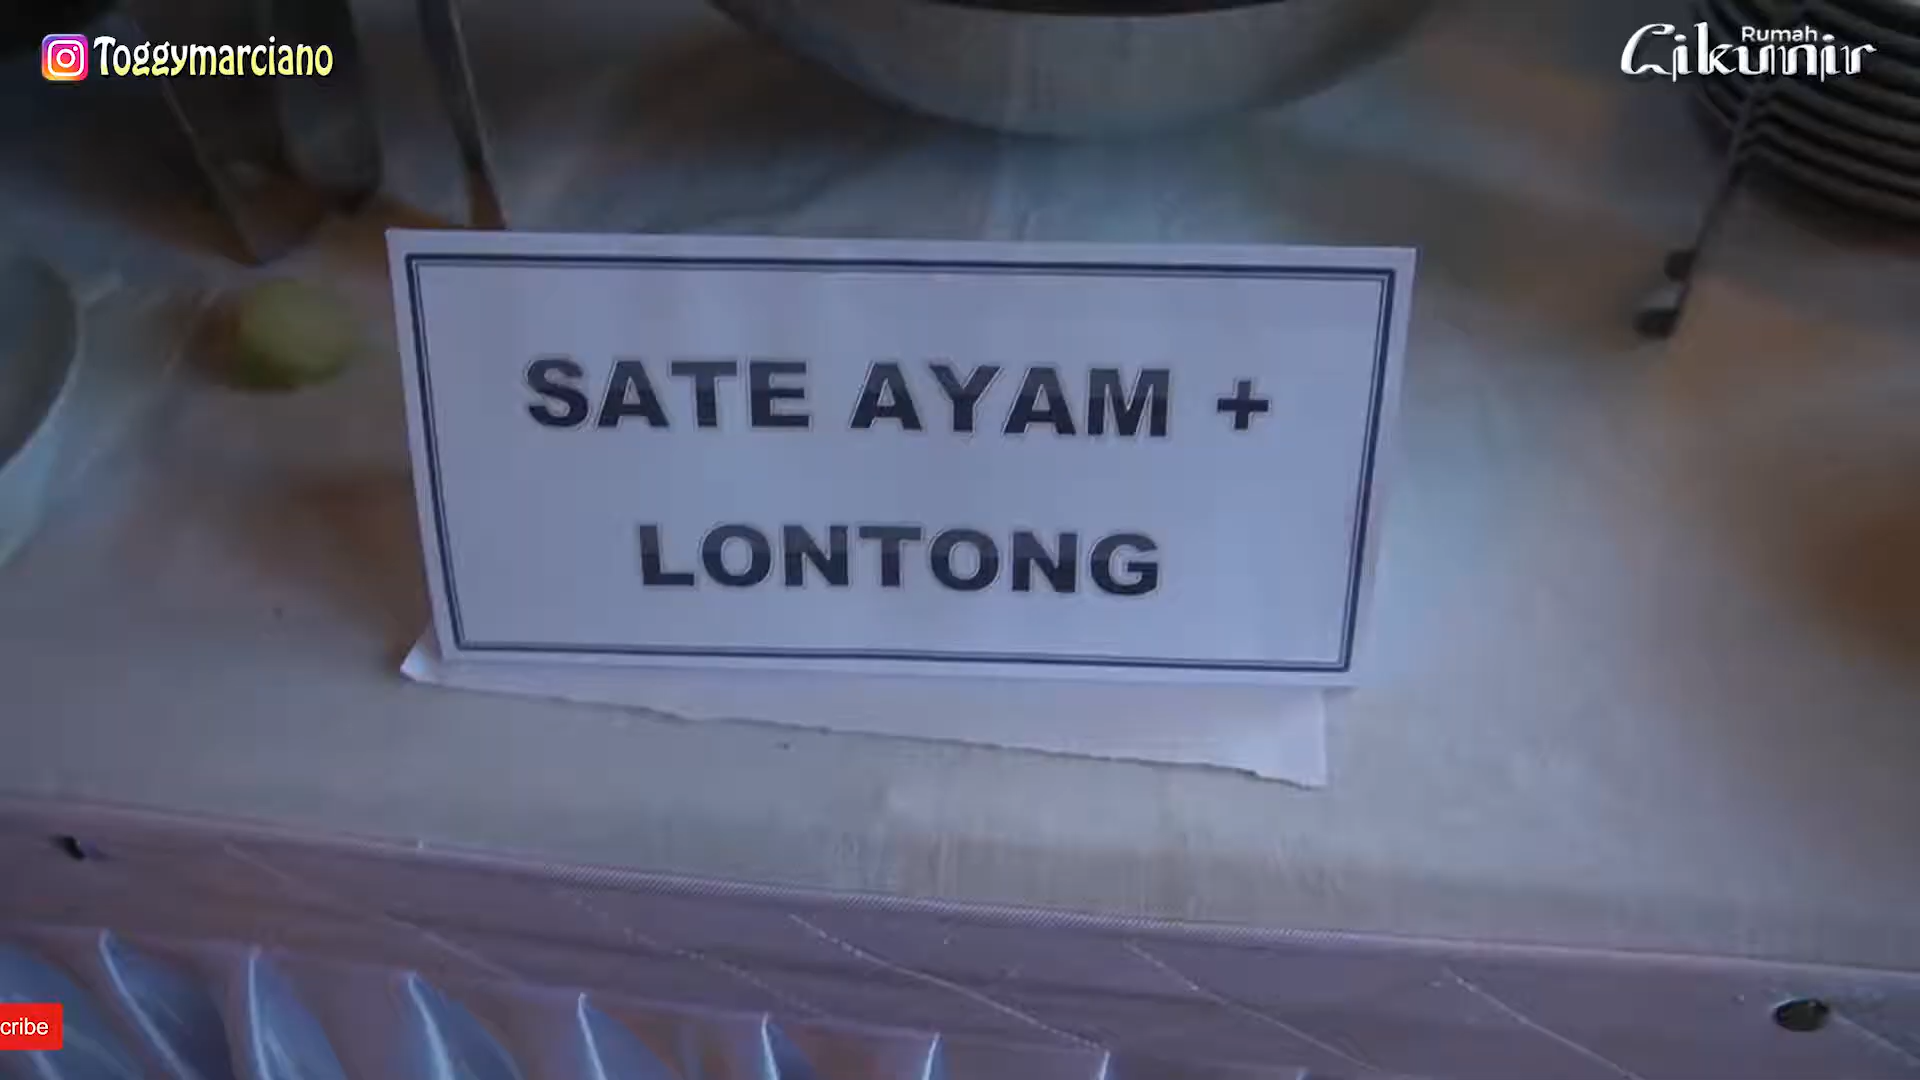 Toggymarciano
Rumah
Cikunir
SATE AYAM +
LONTONG
cribe